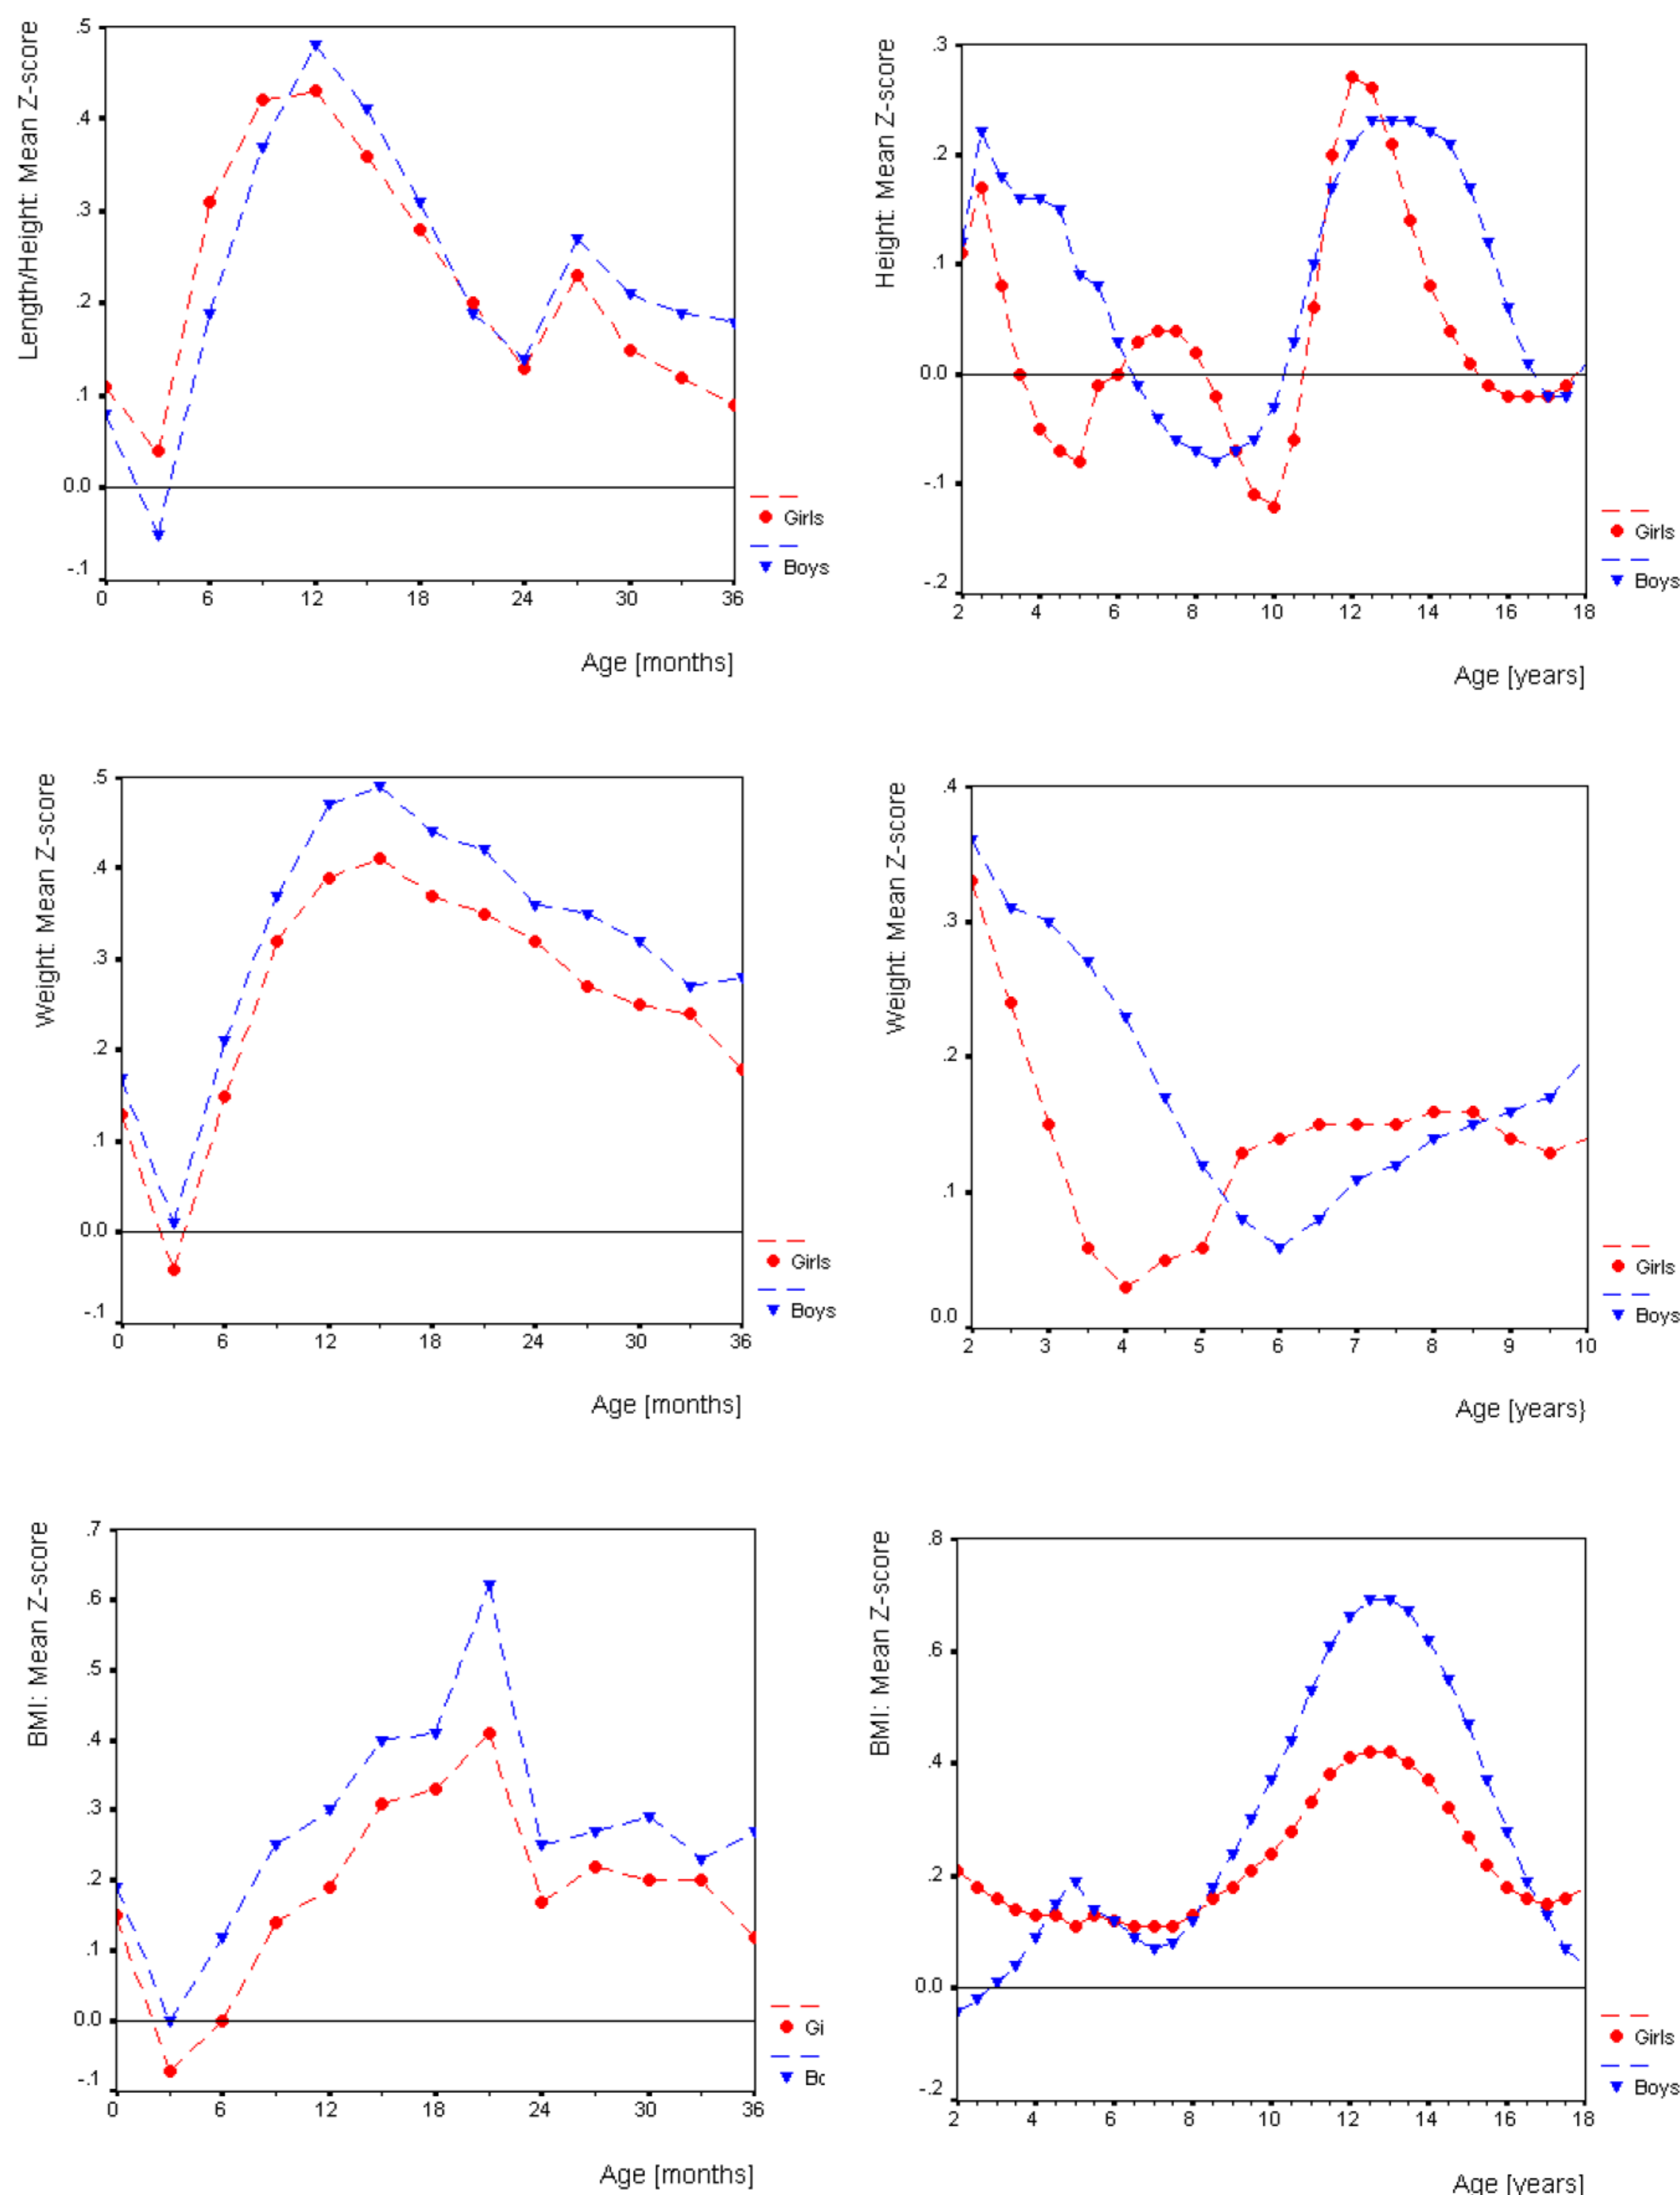 Length/Height: Mean Z-score
.5
.4
.3
.2
.1
0.0
-.1
0 6 12 18 24 30 36
Age [months]
Girls
Boys
Height: Mean Z-score
.3
.2
.1
0.0
-.1
-.2
2 4 6 8 10 12 14 16 18
Age [years]
Girls
Boys
Weight: Mean Z-score
.5
.4
.3
.2
.1
0.0
-.1
0 6 12 18 24 30 36
Age [months]
Girls
Boys
Weight: Mean Z-score
.4
.3
.2
.1
0.0
2 3 4 5 6 7 8 9 10
Age [years}
Girls
Boys
BMI: Mean Z-score
.7
.6
.5
.4
.3
.2
.1
0.0
-.1
0 6 12 18 24 30 36
Age [months]
Gi
Bo
BMI: Mean Z-score
.8
.6
.4
.2
0.0
-.2
2 4 6 8 10 12 14 16 18
Age [years]
Girls
Boys